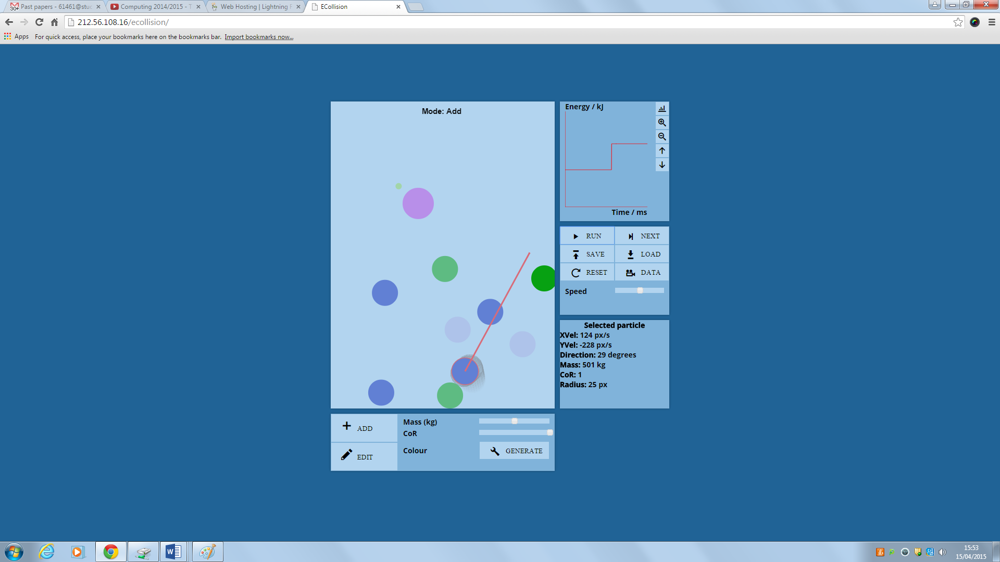 30+ Past papers - 61461@stud
Computing 2014/2015 - T
Web Hosting | Lightning F
ECollision
212.56.108.16/ecollision/
Apps For quick access, place your bookmarks here on the bookmarks bar. Import bookmarks now...
Mode: Add
Energy / kJ
Time / ms
RUN
NEXT
SAVE
LOAD
RESET
DATA
Speed
Selected particle
XVel: 124 px/s
YVel: -228 px/s
Direction: 29 degrees
Mass: 501 kg
CoR: 1
Radius: 25 px
ADD
EDIT
Mass (kg)
CoR
Colour
GENERATE
15:53
15/04/2015